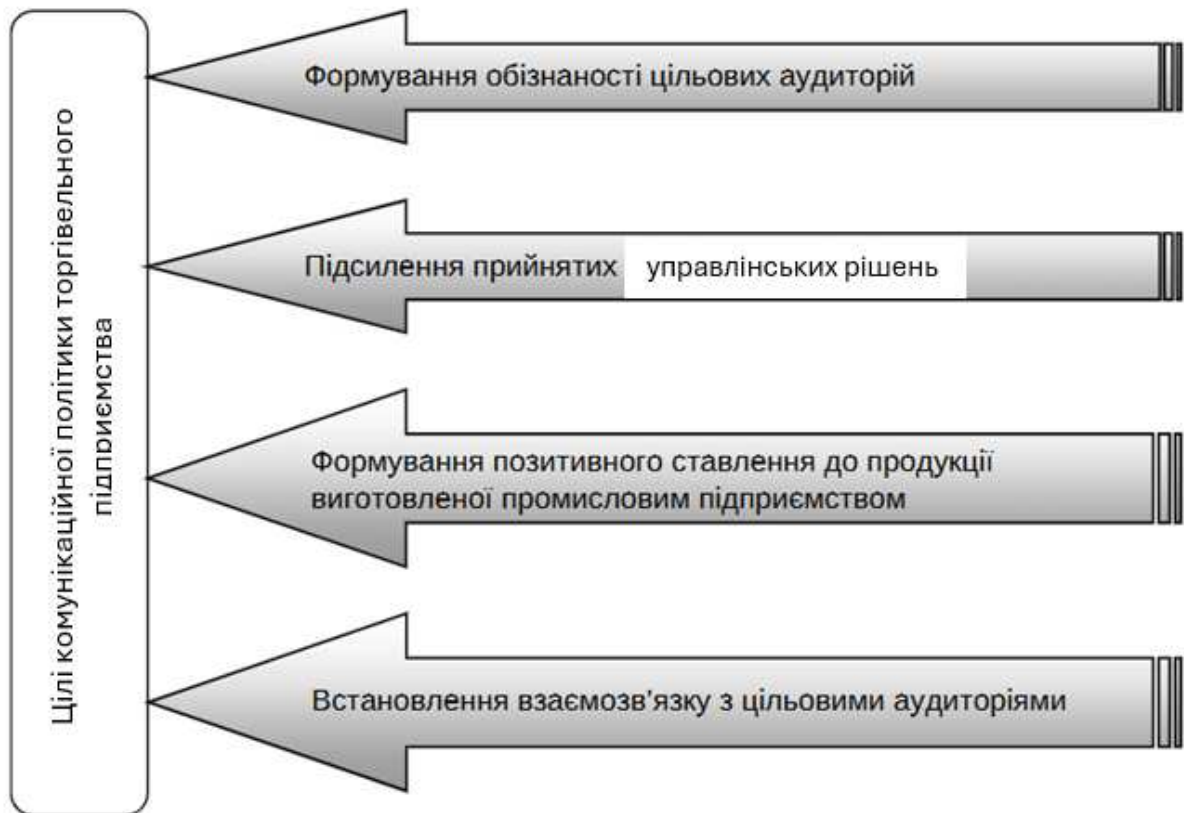 Цілі комунікаційної політики торгівельного
підприємства
Формування обізнаності цільових аудиторій
Підсилення прийнятих управлінських рішень
Формування позитивного ставлення до продукції
виготовленої промисловим підприємством
Встановлення взаємозв'язку з цільовими аудиторіями